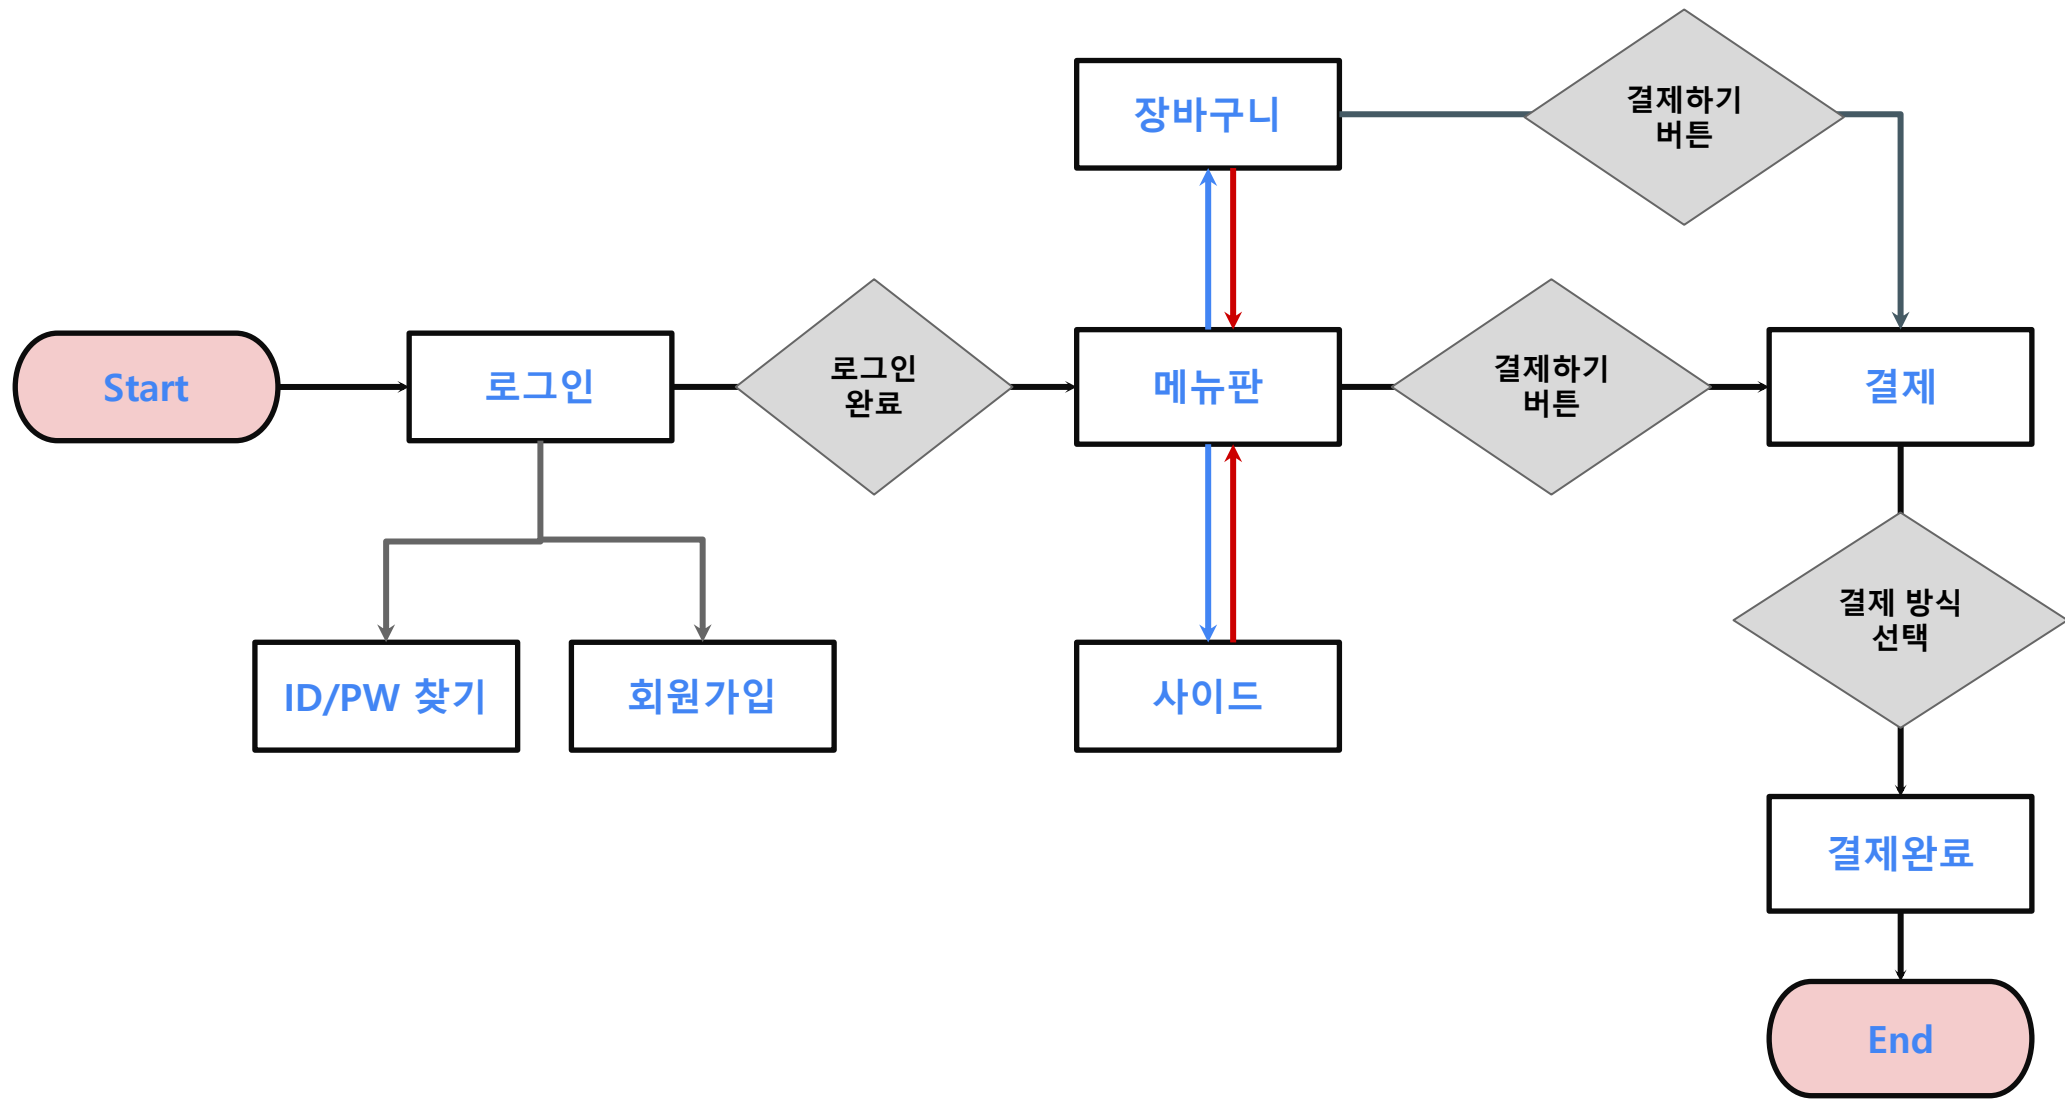 장바구니
결제하기
버튼
Start
로그인
로그인
완료
메뉴판
결제하기
버튼
결제
ID/PW 찾기
회원가입
사이드
결제 방식
선택
결제완료
End